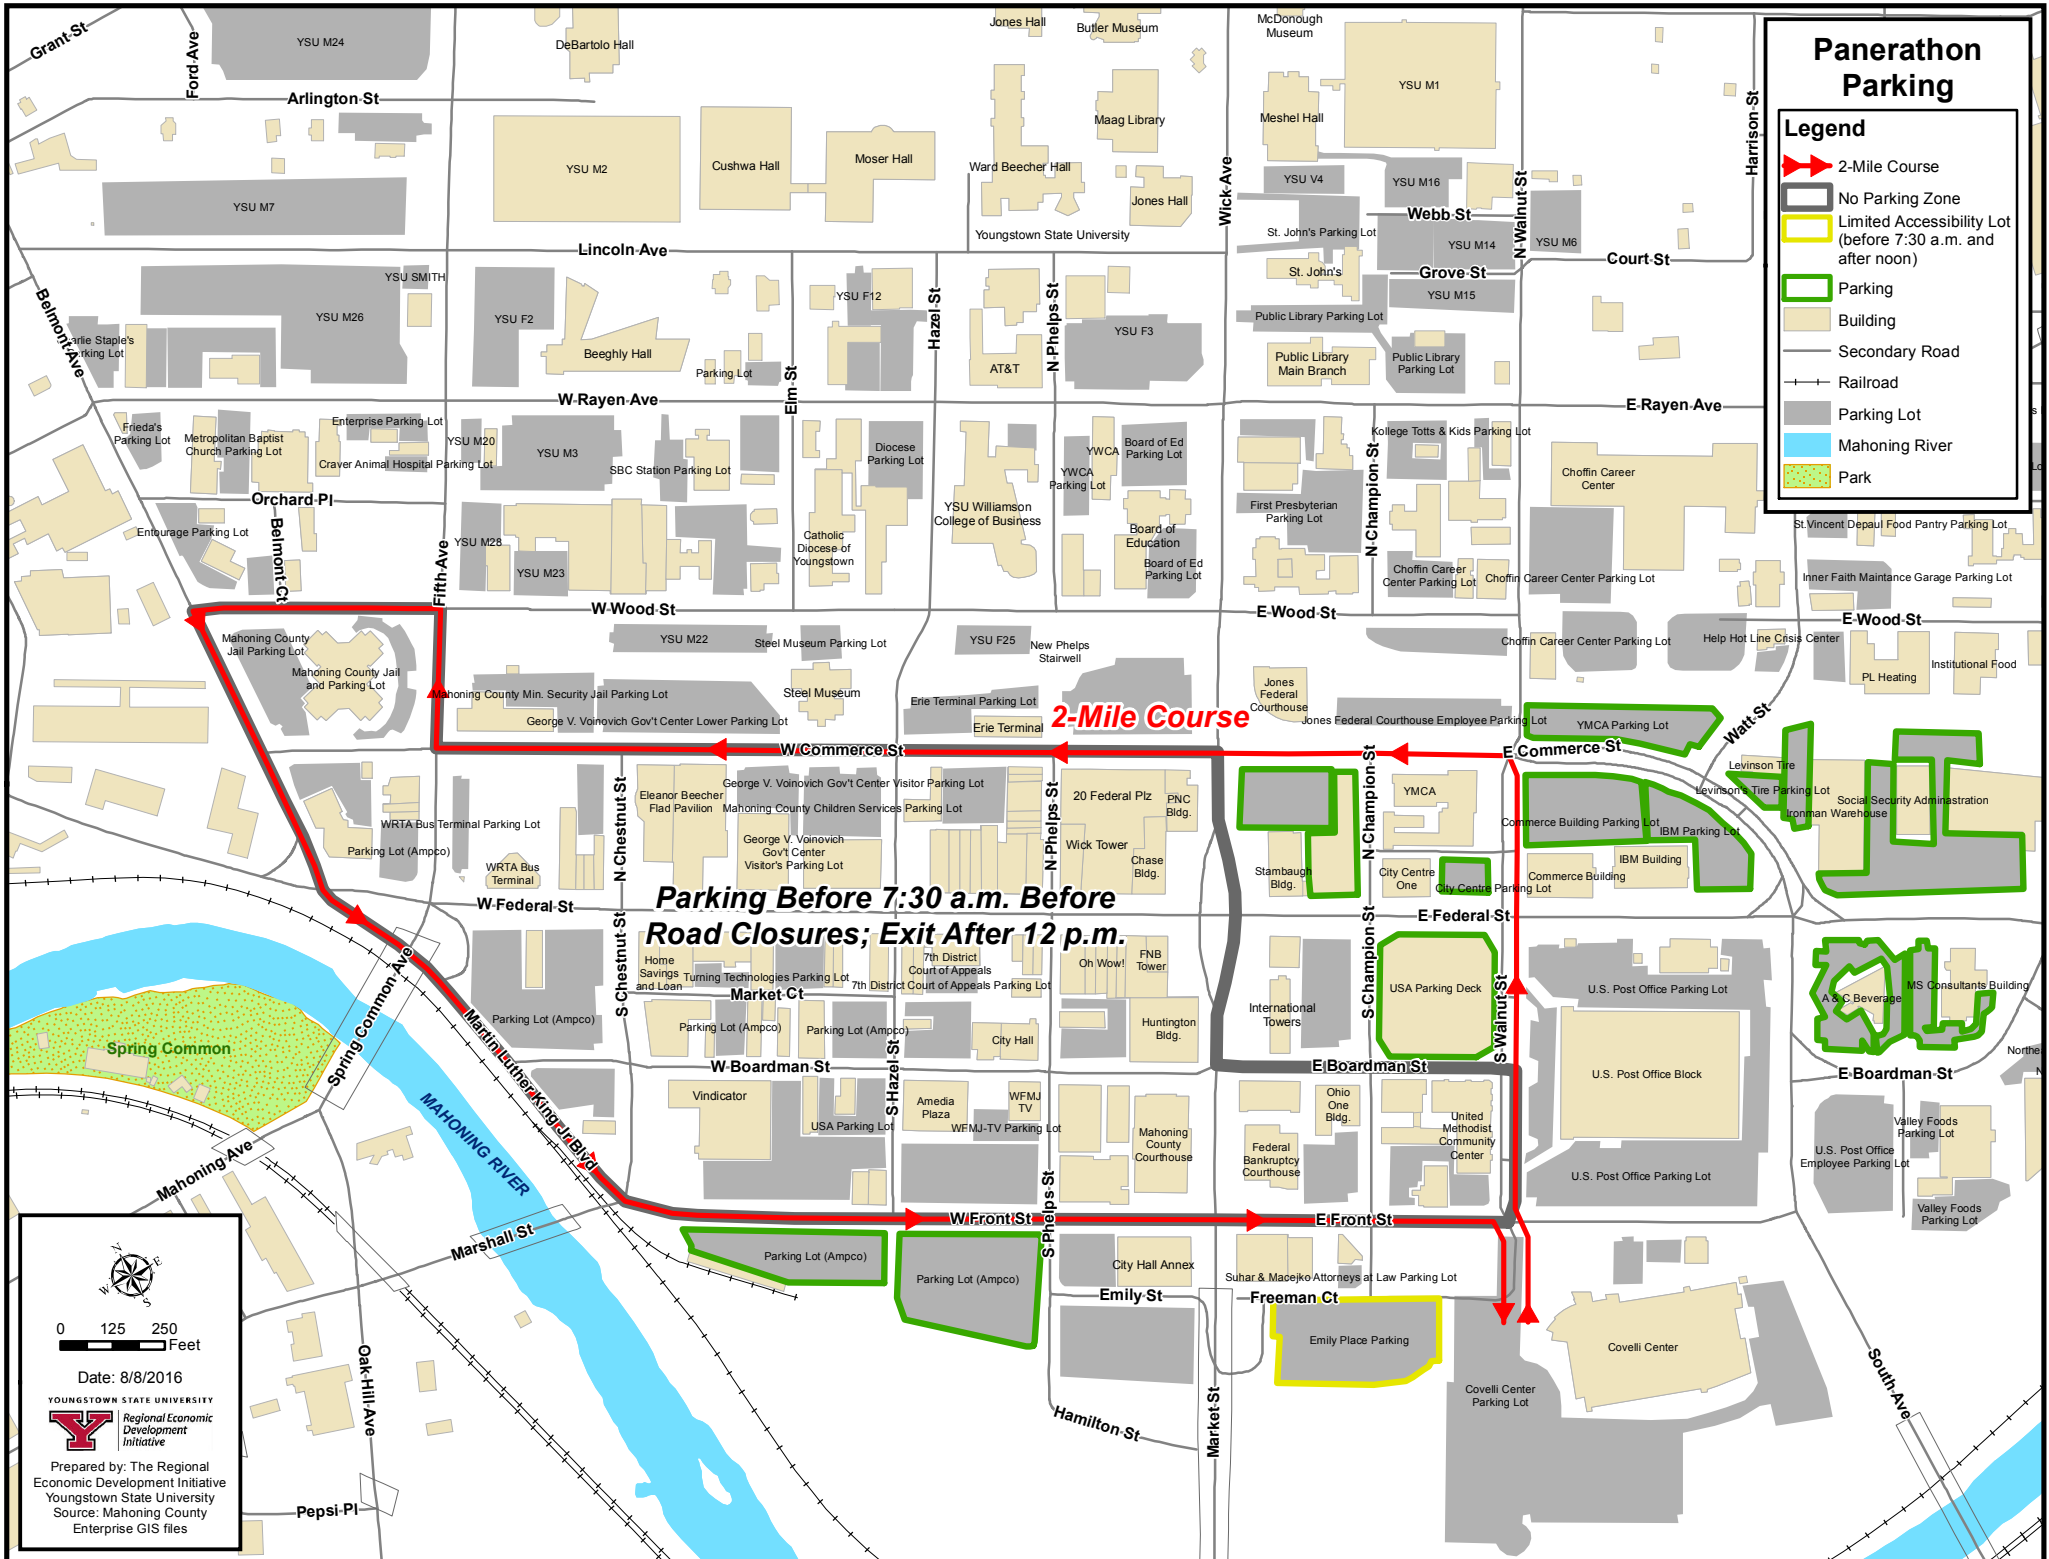 Panerathon
Parking
Legend
2-Mile Course
No Parking Zone
Limited Accessibility Lot
(before 7:30 a.m. and
after noon)
Parking
Building
Secondary Road
Railroad
Parking Lot
Mahoning River
Park
Grant St
Ford Ave
YSU M24
DeBartolo Hall
Jones Hall
Butler Museum
McDonough
Museum
YSU M1
Harrison St
Arlington St
Maag Library
Meshel Hall
YSU M2
Cushwa Hall
Moser Hall
Ward Beecher Hall
Jones Hall
Wick Ave
YSU V4
YSU M16
N Walnut St
YSU M7
Webb St
Youngstown State University
St. John's Parking Lot
YSU M14
YSU M6
Lincoln Ave
Court St
St. John's
Grove St
YSU SMITH
YSU M15
Belmont Ave
YSU M26
YSU F2
YSU F12
Hazel St
N Phelps St
YSU F3
Public Library Parking Lot
arlie Staple's
rking Lot
Beeghly Hall
Parking Lot
Elm St
AT&T
Public Library
Main Branch
Public Library
Parking Lot
W Rayen Ave
E Rayen Ave
Frieda's
Parking Lot
Metropolitan Baptist
Church Parking Lot
Enterprise Parking Lot
Craver Animal Hospital Parking Lot
YSU M20
YSU M3
SBC Station Parking Lot
Diocese
Parking Lot
YWCA
YWCA
Parking Lot
Board of Ed
Parking Lot
Kollege Totts & Kids Parking Lot
N Champion St
Choffin Career
Center
Orchard Pl
Belmont Ct
Entourage Parking Lot
Fifth Ave
YSU M28
YSU M23
Catholic
Diocese of
Youngstown
YSU Williamson
College of Business
Board of
Education
Board of Ed
Parking Lot
First Presbyterian
Parking Lot
Choffin Career
Center Parking Lot
Choffin Career Center Parking Lot
St.Vincent Depaul Food Pantry Parking Lot
Inner Faith Maintance Garage Parking Lot
W Wood St
E Wood St
E Wood St
Mahoning County
Jail Parking Lot
Mahoning County Jail
and Parking Lot
YSU M22
Steel Museum Parking Lot
YSU F25
New Phelps
Stairwell
Choffin Career Center Parking Lot
Help Hot Line Crisis Center
Institutional Food
PL Heating
Mahoning County Min. Security Jail Parking Lot
George V. Voinovich Gov't Center Lower Parking Lot
Steel Museum
Erie Terminal Parking Lot
Erie Terminal
2-Mile Course
Jones
Federal
Courthouse
Jones Federal Courthouse Employee Parking Lot
YMCA Parking Lot
Watt St
W Commerce St
E Commerce St
N Chestnut St
Eleanor Beecher
Flad Pavilion
George V. Voinovich Gov't Center Visitor Parking Lot
Mahoning County Children Services Parking Lot
George V. Voinovich
Gov't Center
Visitor's Parking Lot
N Phelps St
20 Federal Plz
PNC
Bldg.
Wick Tower
Chase
Bldg.
Stambaugh
Bldg.
N Champion St
YMCA
City Centre
One
City Centre Parking Lot
Commerce Building Parking Lot
IBM Parking Lot
IBM Building
Commerce Building
Levinson Tire
Levinson's Tire Parking Lot
Ironman Warehouse
Social Security Adminastration
WRTA Bus Terminal Parking Lot
Parking Lot (Ampco)
WRTA Bus
Terminal
W Federal St
Parking Before 7:30 a.m. Before
Road Closures; Exit After 12 p.m.
E Federal St
Spring Common Ave
S Chestnut St
Home
Savings
and Loan
Turning Technologies Parking Lot
7th District
Court of Appeals
7th District Court of Appeals Parking Lot
Oh Wow!
FNB
Tower
Market Ct
Parking Lot (Ampco)
Parking Lot (Ampco)
Parking Lot (Ampco)
City Hall
Huntington
Bldg.
International
Towers
S Champion St
USA Parking Deck
S Walnut St
U.S. Post Office Parking Lot
A & C Beverage
MS Consultants Building
Northe
Spring Common
Martin Luther King Jr Blvd
W Boardman St
E Boardman St
U.S. Post Office Block
E Boardman St
MAHONING RIVER
Vindicator
USA Parking Lot
S Hazel St
Amedia
Plaza
WFMJ
TV
WFMJ-TV Parking Lot
Mahoning
County
Courthouse
Ohio
One
Bldg.
Federal
Bankruptcy
Courthouse
United
Methodist
Community
Center
U.S. Post Office
Employee Parking Lot
Valley Foods
Parking Lot
U.S. Post Office Parking Lot
Valley Foods
Parking Lot
Mahoning Ave
Marshall St
W Front St
E Front St
S Phelps St
Parking Lot (Ampco)
Parking Lot (Ampco)
City Hall Annex
Suhar & Macejko Attorneys at Law Parking Lot
Emily St
Freeman Ct
Emily Place Parking
Covelli Center
Covelli Center
Parking Lot
Hamilton St
Market St
South Ave
Oak Hill Ave
Pepsi Pl
N
E
W
S
0 125 250
Feet
Date: 8/8/2016
YOUNGSTOWN STATE UNIVERSITY
Y
Regional Economic
Development
Initiative
Prepared by: The Regional
Economic Development Initiative
Youngstown State University
Source: Mahoning County
Enterprise GIS files